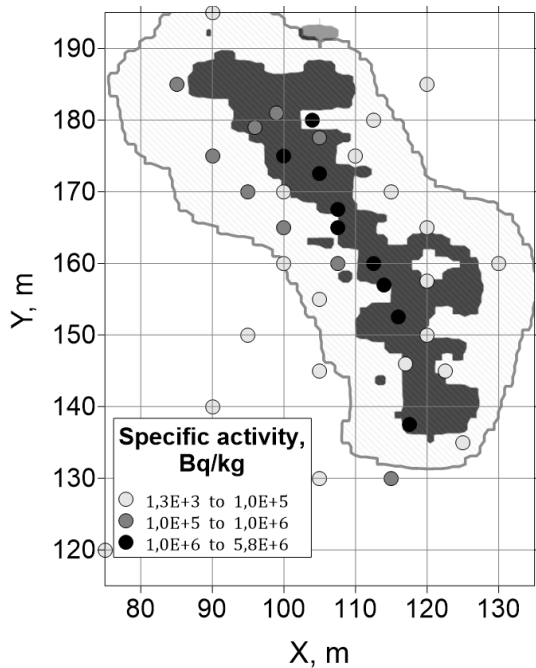 190
180
170
160
150
140
130
120
Y, m
Specific activity,
Bq/kg
1,3E+3 to 1,0E+5
1,0E+5 to 1,0E+6
1,0E+6 to 5,8E+6
80 90 100 110 120 130
X, m